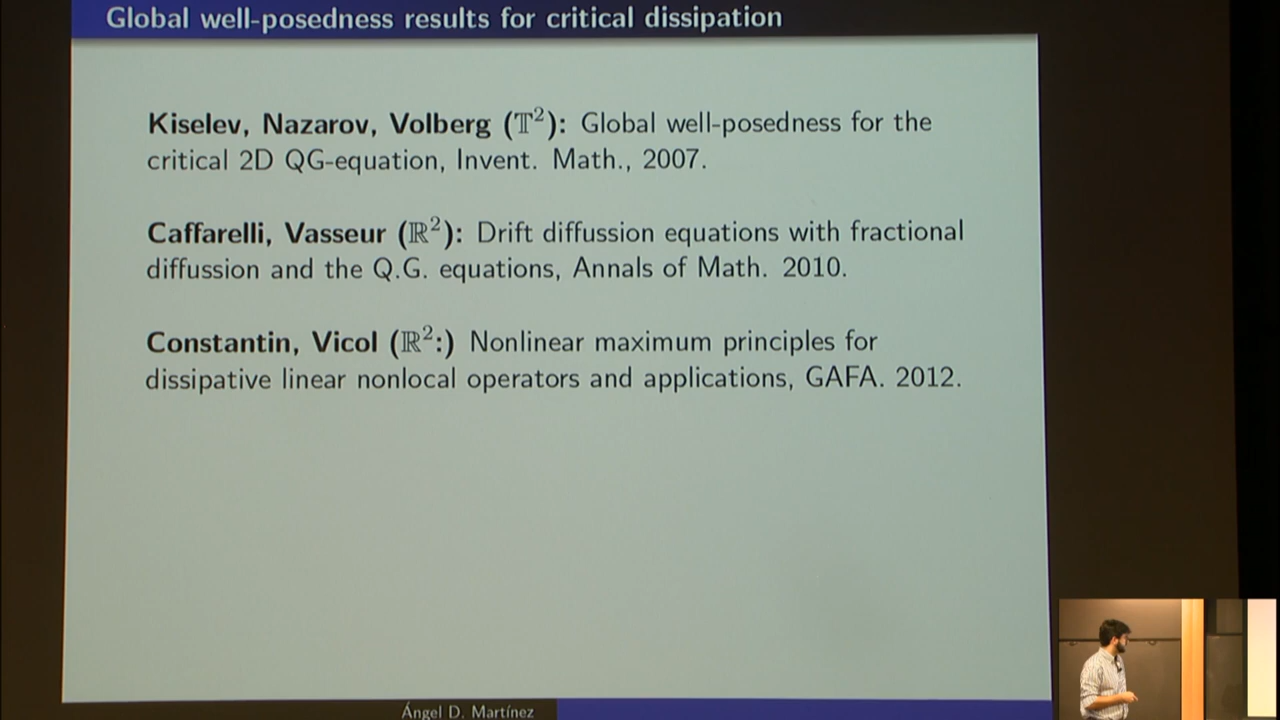 Global well-posedness results for critical dissipation
Kiselev, Nazarov, Volberg (𝕋²): Global well-posedness for the
critical 2D QG-equation, Invent. Math., 2007.
Caffarelli, Vasseur (ℝ²): Drift diffussion equations with fractional
diffussion and the Q.G. equations, Annals of Math. 2010.
Constantin, Vicol (ℝ²:) Nonlinear maximum principles for
dissipative linear nonlocal operators and applications, GAFA. 2012.
Ángel D. Martínez